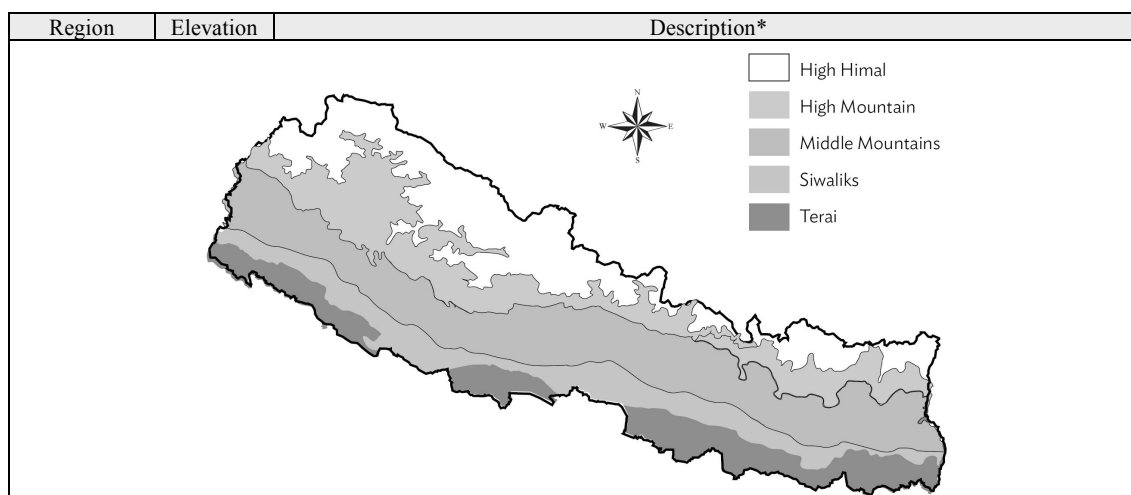 Region Elevation Description*
High Himal
High Mountain
Middle Mountains
Siwaliks
Terai
N
W E
S